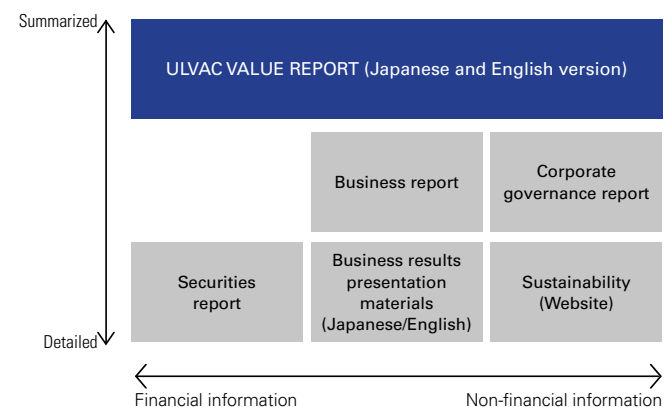 Summarized
ULVAC VALUE REPORT (Japanese and English version)
Business report
Corporate
governance report
Securities
report
Business results
presentation
materials
(Japanese/English)
Sustainability
(Website)
Detailed
Financial information
Non-financial information